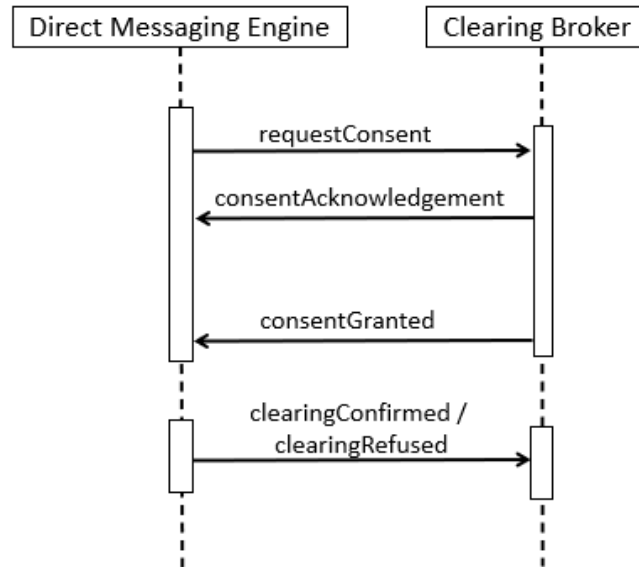 Direct Messaging Engine
Clearing Broker
requestConsent
consentAcknowledgement
consentGranted
clearingConfirmed /
clearingRefused